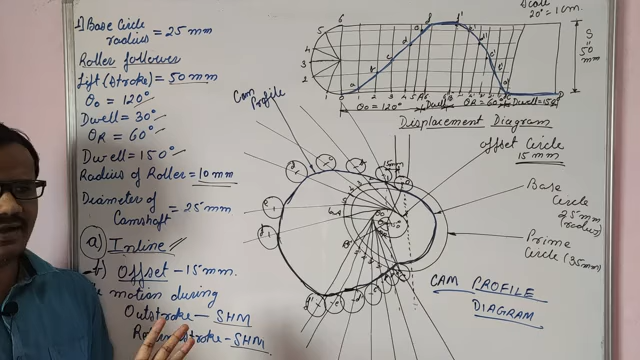 1) Base Circle
radius = 25 mm
Roller follower
Lift (Stroke) = 50 mm
θo = 120°
Dwell = 30°
θR = 60°
Dwell = 150°
Radius of Roller = 10 mm
Diameter of
Camshaft = 25 mm
a) Inline
b) Offset - 15 mm.
motion during
Outstroke - SHM
stroke - SHM
Scale
20° = 1 cm.
S = 50 mm
θo = 120°
Dwell
θR = 60°
Dwell = 150°
Displacement Diagram
Cam Profile
offset Circle
15 mm
Base
Circle
25 mm
(radius)
Prime
Circle (35mm)
CAM PROFILE
DIAGRAM